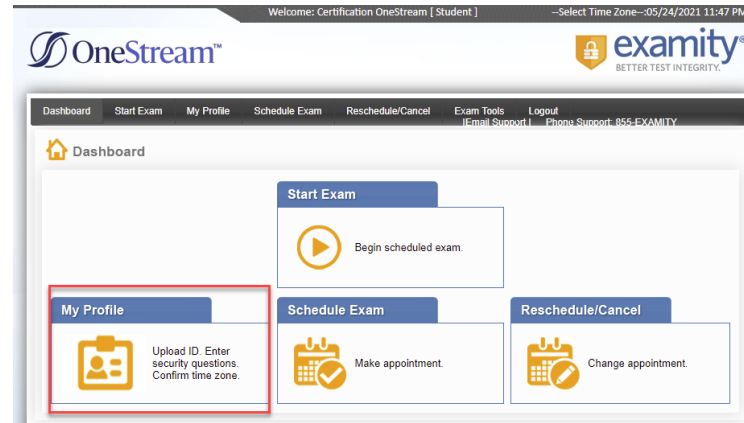 Welcome: Certification OneStream [ Student ] --Select Time Zone--:05/24/2021 11:47 PM
OneStream™
examity®
BETTER TEST INTEGRITY.
Dashboard Start Exam My Profile Schedule Exam Reschedule/Cancel Exam Tools Logout
|Email Support | Phone Support: 855-EXAMITY
Dashboard
Start Exam
Begin scheduled exam.
My Profile
Upload ID. Enter
security questions.
Confirm time zone.
Schedule Exam
Make appointment.
Reschedule/Cancel
Change appointment.